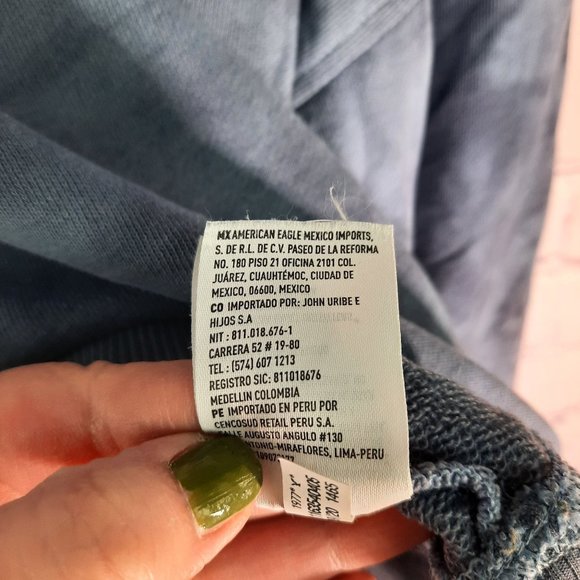 MX AMERICAN EAGLE MEXICO IMPORTS,
S. DE R.L. DE C.V. PASEO DE LA REFORMA
NO. 180 PISO 21 OFICINA 2101 COL.
JUÁREZ, CUAUHTÉMOC, CIUDAD DE
MEXICO, 06600, MEXICO
CO IMPORTADO POR: JOHN URIBE E
HIJOS S.A
NIT : 811.018.676-1
CARRERA 52 # 19-80
TEL : (574) 607 1213
REGISTRO SIC: 811018676
MEDELLIN COLOMBIA
PE IMPORTADO EN PERU POR
CENCOSUD RETAIL PERU S.A.
CALLE AUGUSTO ANGULO #130
ANTONIO-MIRAFLORES, LIMA-PERU
20 1465